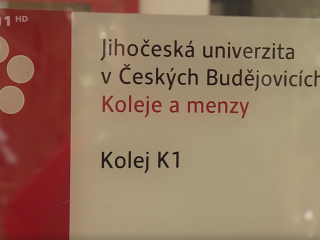 1 HD
Jihočeská univerzita
v Českých Budějovicích
Koleje a menzy
Kolej K1